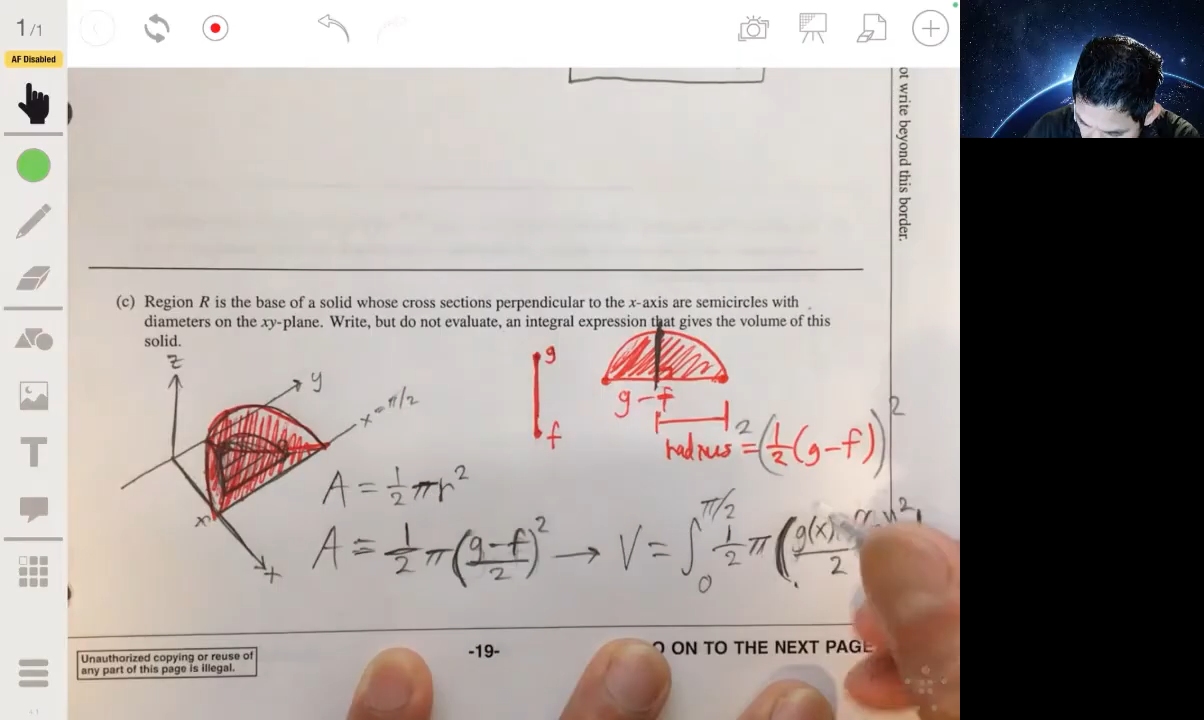 1/1
AF Disabled
ot write beyond this border.
(c) Region R is the base of a solid whose cross sections perpendicular to the x-axis are semicircles with
diameters on the xy-plane. Write, but do not evaluate, an integral expression that gives the volume of this
solid.
z
y
x = π/2
x
x
g
f
g - f
radius² = (½(g-f))²
A = ½πr²
A = ½π((g-f)/2)² → V = ∫₀^π/2 ½π(g(x)
2
Unauthorized copying or reuse of
any part of this page is illegal.
-19-
ON TO THE NEXT PAGE
T